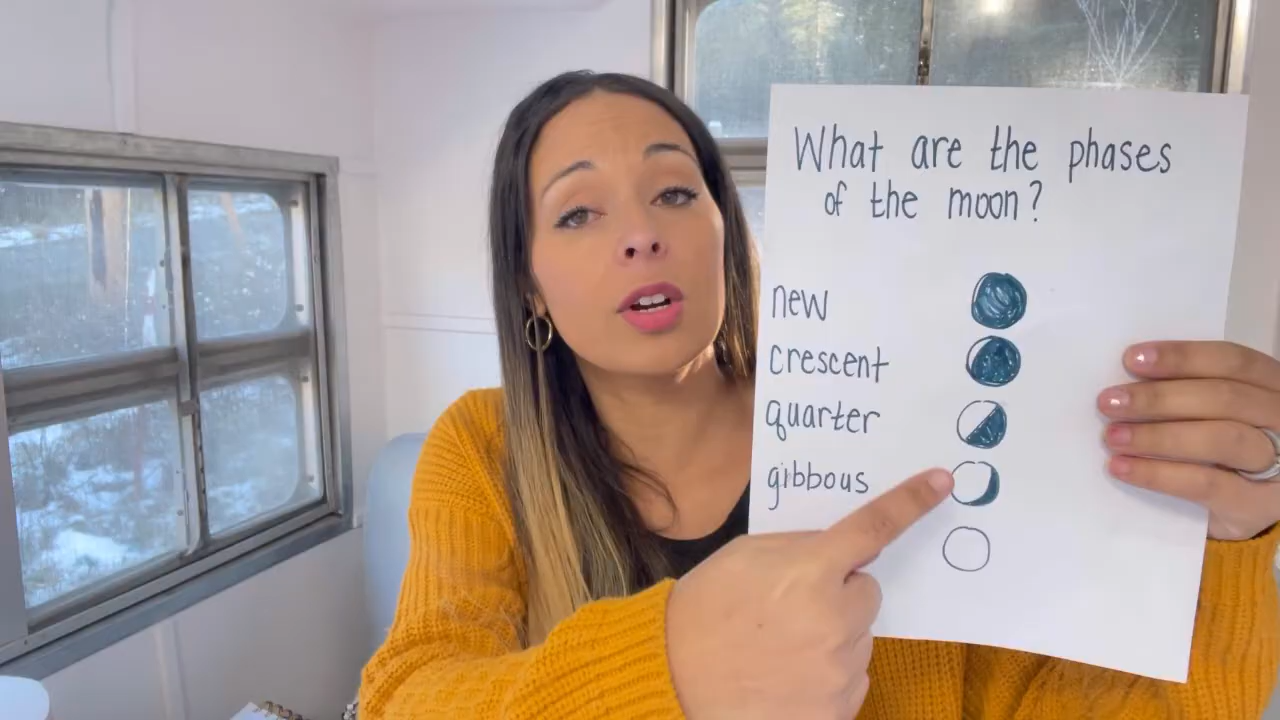 What are the phases
of the moon?
new
crescent
quarter
gibbous